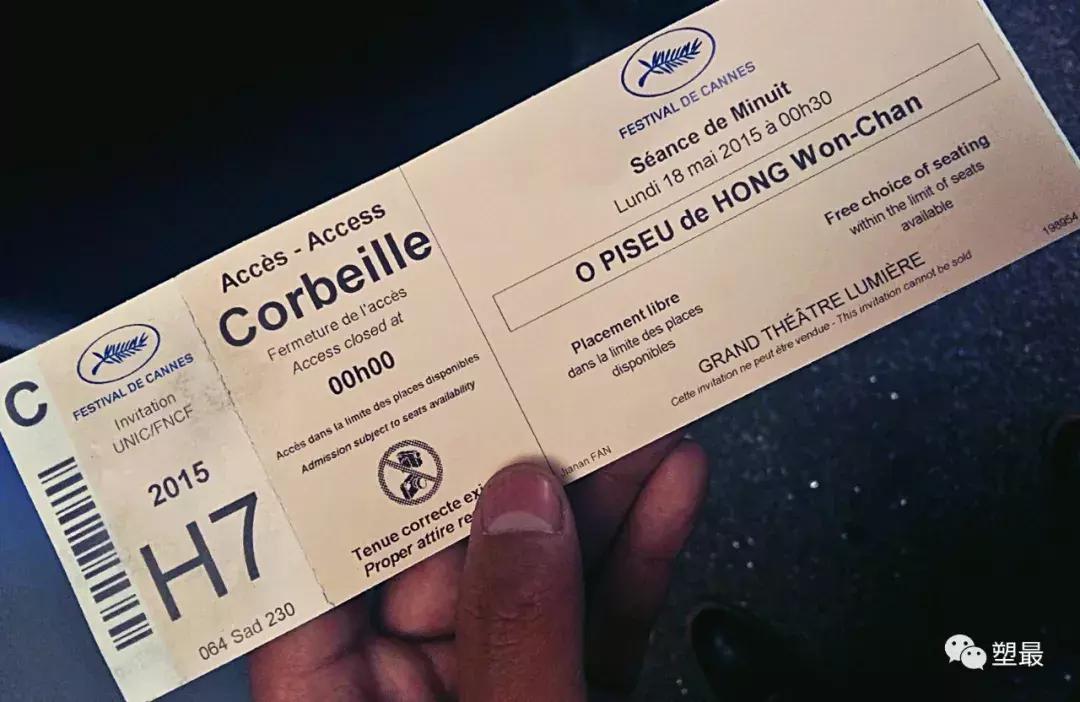 C
FESTIVAL DE CANNES
Invitation
UNIC/FNCF
2015
H7
064 Sad 230
Accès - Access
Corbeille
Fermeture de l'accès
Access closed at
00h00
Accès dans la limite des places disponibles
Admission subject to seats availability
Tenue correcte
Proper attire
FESTIVAL DE CANNES
Séance de Minuit
Lundi 18 mai 2015 à 00h30
O PISEU de HONG Won-Chan
Placement libre
dans la limite des places
disponibles
Free choice of seating
within the limit of seats
available
GRAND THÉÂTRE LUMIÈRE
Cette invitation ne peut être vendue - This invitation cannot be sold
Jianan FAN
198954
塑最